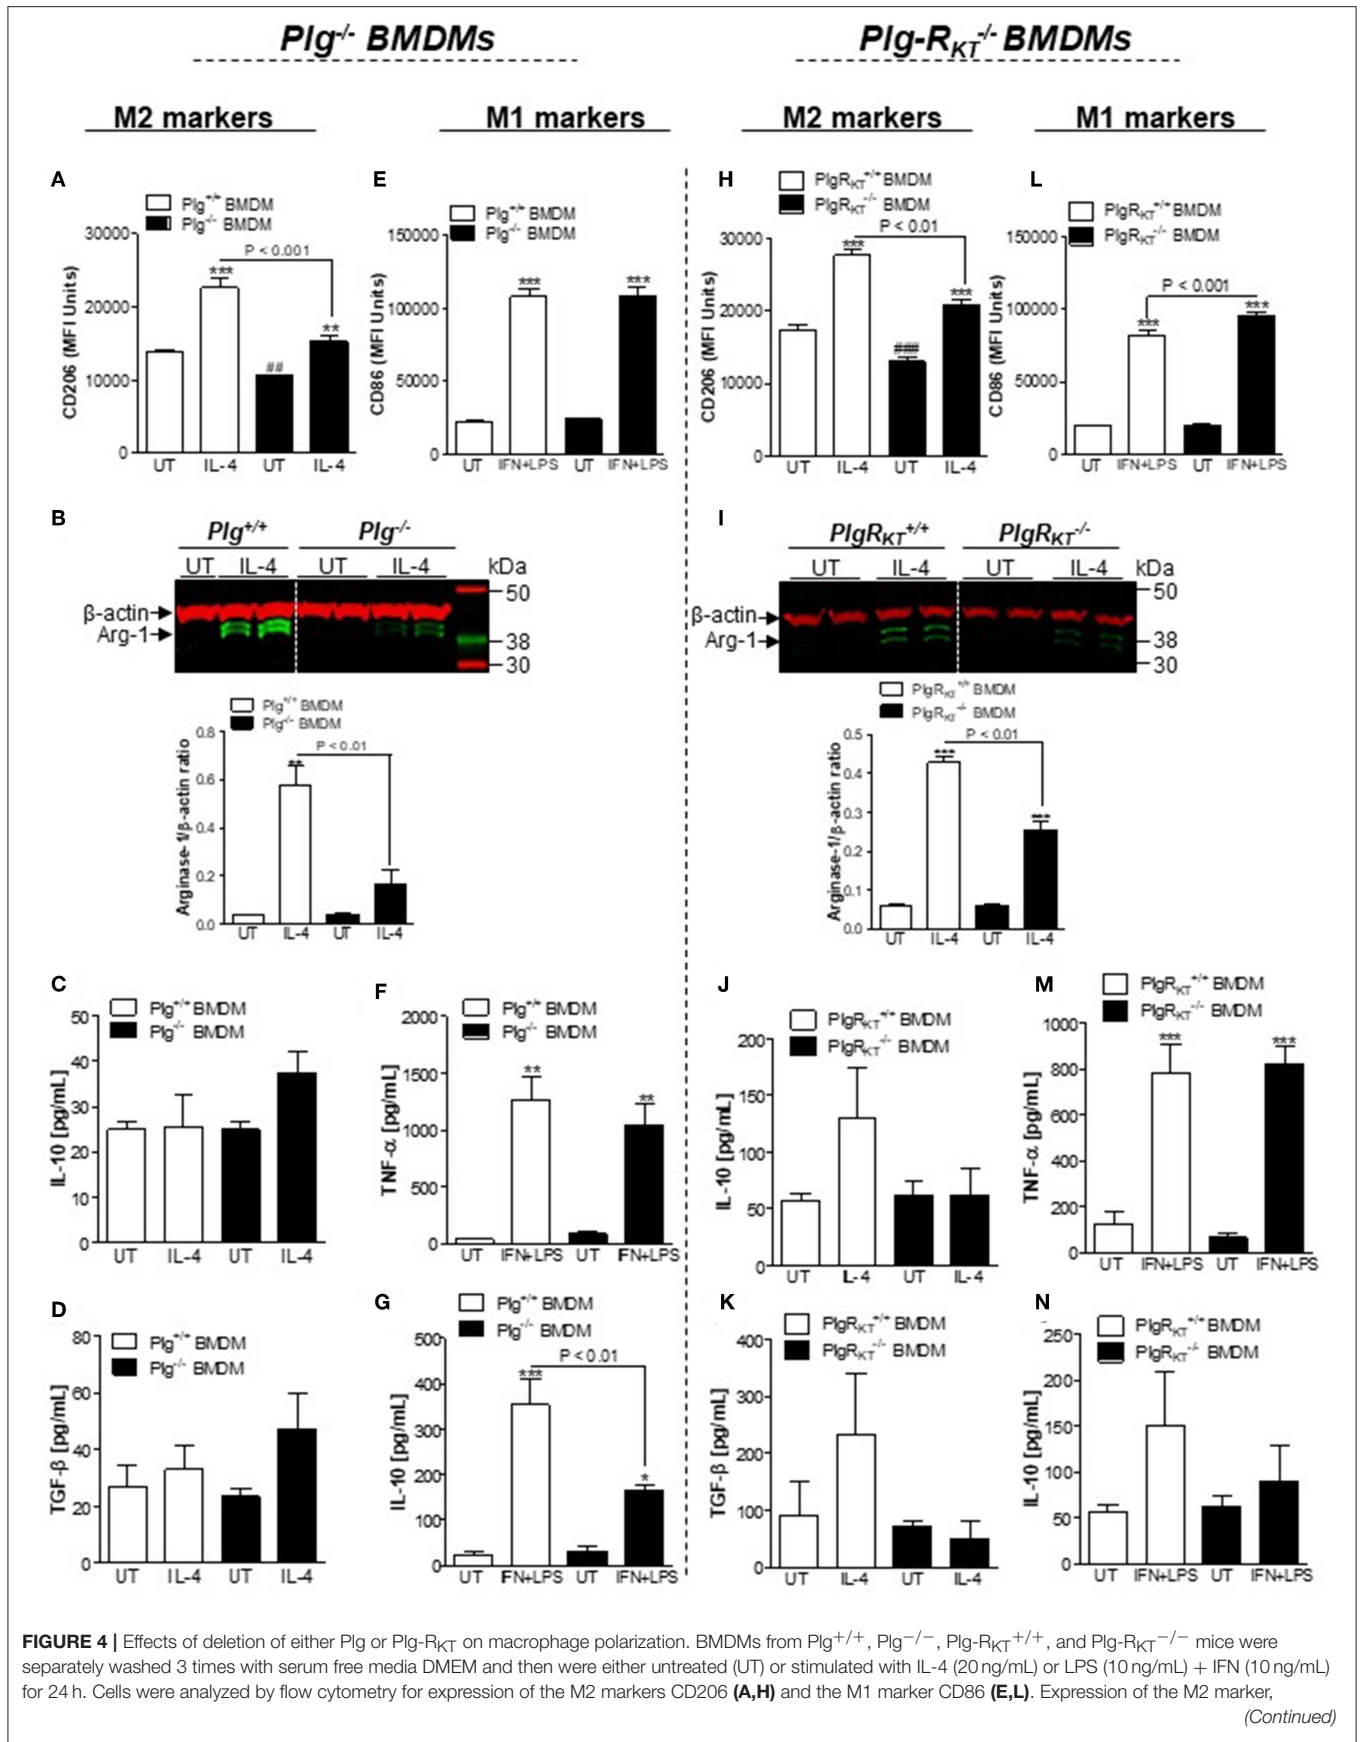 Plg-/- BMDMs
Plg-RKT-/- BMDMs
M2 markers
M1 markers
M2 markers
M1 markers
A
Plg+/+ BMDM
Plg-/- BMDM
P < 0.001
30000
20000
10000
0
CD206 (MFI Units)
***
##
**
UT IL-4 UT IL-4
E
Plg+/+ BMDM
Plg-/- BMDM
150000
100000
50000
0
CD86 (MFI Units)
***
***
UT IFN+LPS UT IFN+LPS
H
PlgRKT+/+ BMDM
PlgRKT-/- BMDM
P < 0.01
30000
20000
10000
0
CD206 (MFI Units)
***
###
***
UT IL-4 UT IL-4
L
PlgRKT+/+ BMDM
PlgRKT-/- BMDM
P < 0.001
150000
100000
50000
0
CD86 (MFI Units)
***
***
UT IFN+LPS UT IFN+LPS
B
Plg+/+ Plg-/-
UT IL-4 UT IL-4 kDa
β-actin
Arg-1
50
38
30
Plg+/+ BMDM
Plg-/- BMDM
P < 0.01
0.8
0.6
0.4
0.2
0.0
Arginase-1/β-actin ratio
**
UT IL-4 UT IL-4
I
PlgRKT+/+ PlgRKT-/-
UT IL-4 UT IL-4 kDa
β-actin
Arg-1
50
38
30
PlgRKT+/+ BMDM
PlgRKT-/- BMDM
P < 0.01
0.5
0.4
0.3
0.2
0.1
0.0
Arginase-1/β-actin ratio
***
***
UT IL-4 UT IL-4
C
Plg+/+ BMDM
Plg-/- BMDM
50
40
30
20
10
0
IL-10 [pg/mL]
UT IL-4 UT IL-4
F
Plg+/+ BMDM
Plg-/- BMDM
2000
1500
1000
500
0
TNF-α [pg/mL]
**
**
UT IFN+LPS UT FN+LPS
J
PlgRKT+/+ BMDM
PlgRKT-/- BMDM
200
150
100
50
0
IL-10 [pg/mL]
UT L-4 UT IL-4
M
PlgRKT+/+ BMDM
PlgRKT-/- BMDM
1000
800
600
400
200
0
TNF-α [pg/mL]
***
***
UT IFN+LPS UT IFN+LPS
D
Plg+/+ BMDM
Plg-/- BMDM
80
60
40
20
0
TGF-β [pg/mL]
UT IL-4 UT IL-4
G
Plg+/+ BMDM
Plg-/- BMDM
P < 0.01
500
400
300
200
100
0
IL-10 [pg/mL]
***
*
UT FN+LPS UT IFN+LPS
K
PlgRKT+/+ BMDM
PlgRKT-/- BMDM
400
300
200
100
0
TGF-β [pg/mL]
UT IL-4 UT IL-4
N
PlgRKT+/+ BMDM
PlgRKT-/- BMDM
250
200
150
100
50
0
IL-10 [pg/mL]
UT IFN+LPS UT IFN+LPS
FIGURE 4 | Effects of deletion of either Plg or Plg-RKT on macrophage polarization. BMDMs from Plg+/+, Plg−/−, Plg-RKT+/+, and Plg-RKT−/− mice were
separately washed 3 times with serum free media DMEM and then were either untreated (UT) or stimulated with IL-4 (20 ng/mL) or LPS (10 ng/mL) + IFN (10 ng/mL)
for 24 h. Cells were analyzed by flow cytometry for expression of the M2 markers CD206 (A,H) and the M1 marker CD86 (E,L). Expression of the M2 marker,
(Continued)